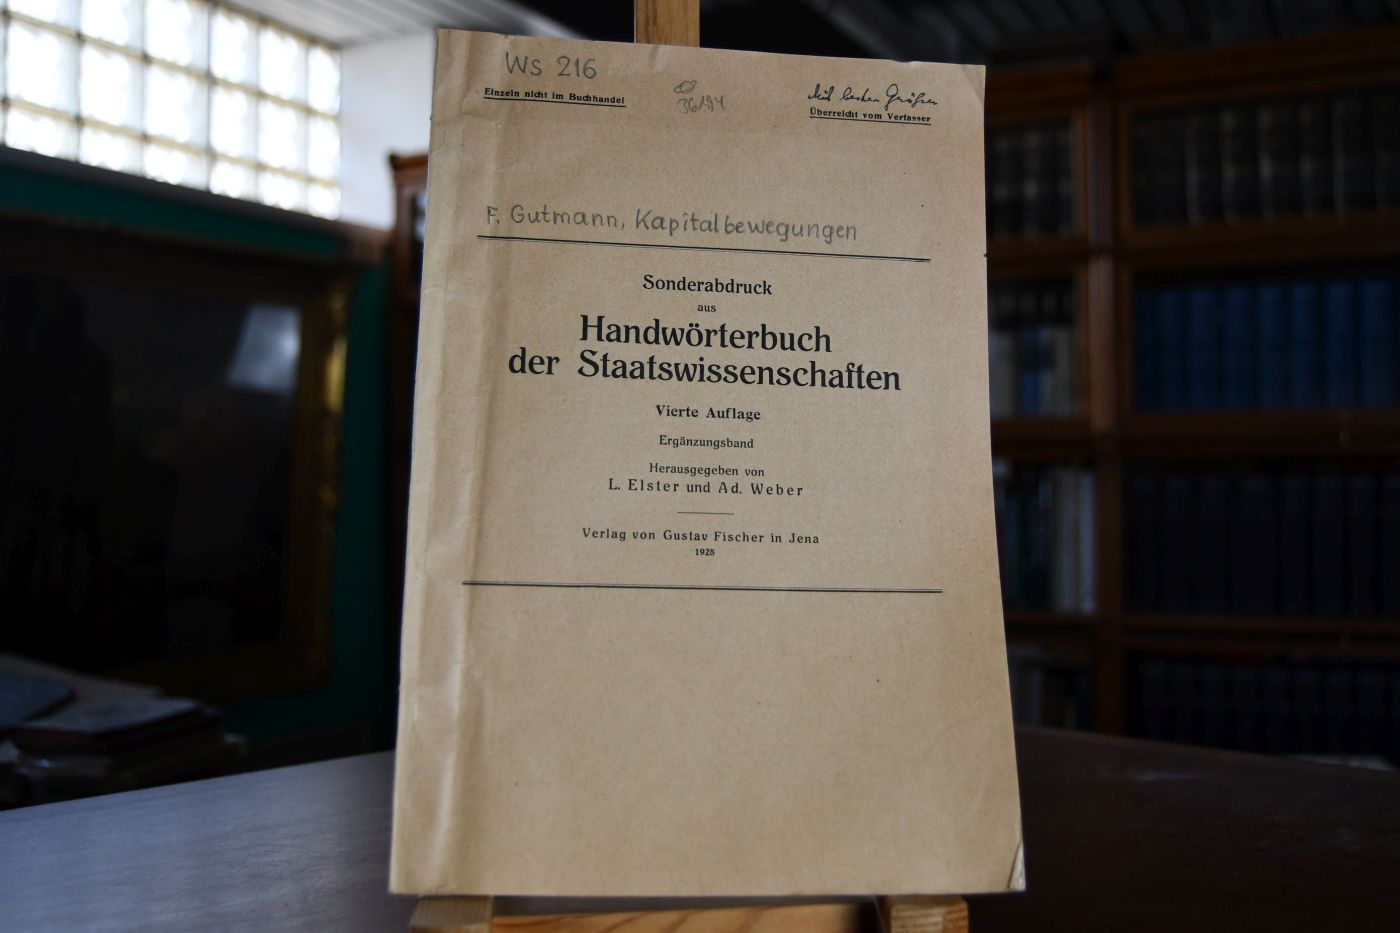 Ws 216
Einzeln nicht im Buchhandel
36194
Mit besten Grüßen
Überreicht vom Verfasser
F. Gutmann, Kapitalbewegungen
Sonderabdruck
aus
Handwörterbuch
der Staatswissenschaften
Vierte Auflage
Ergänzungsband
Herausgegeben von
L. Elster und Ad. Weber
Verlag von Gustav Fischer in Jena
1928